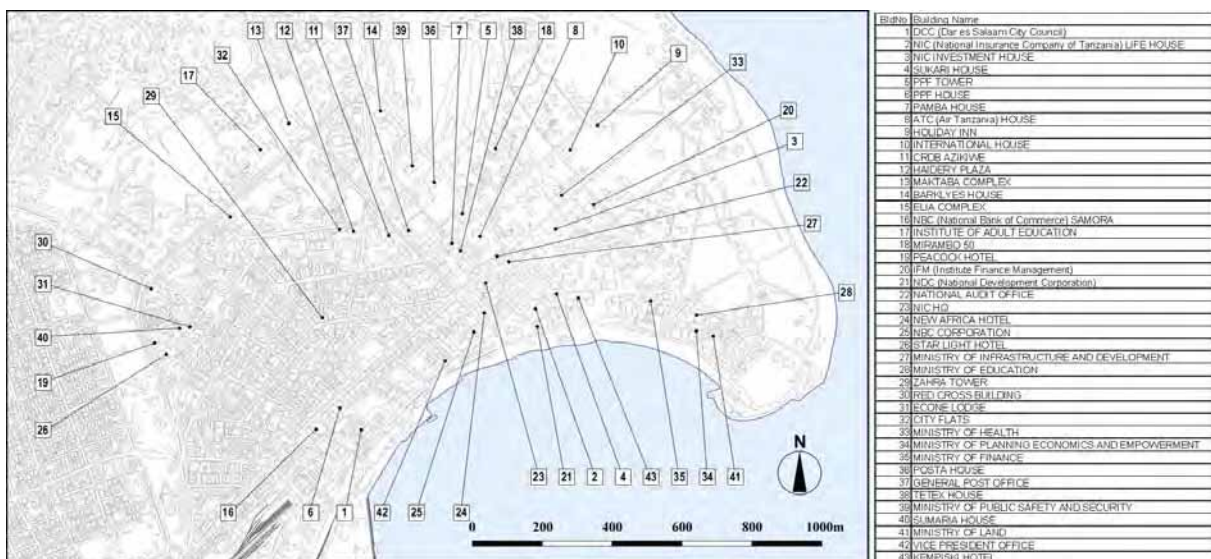 13
12
11
37
14
39
36
7
5
38
18
8
10
9
33
32
17
29
15
20
3
22
27
30
31
40
19
26
28
N
16
6
1
42
25
24
23
21
2
4
43
35
34
41
0 200 400 600 800 1000m
BldNo Building Name
1 DCC (Dar es Salaam City Council)
2 NIC (National Insurance Company of Tanzania) LIFE HOUSE
3 NIC INVESTMENT HOUSE
4 SUKARI HOUSE
5 PPF TOWER
6 PPF HOUSE
7 PAMBA HOUSE
8 ATC (Air Tanzania) HOUSE
9 HOLIDAY INN
10 INTERNATIONAL HOUSE
11 CRDB AZIKIWE
12 HAIDERY PLAZA
13 MAKTABA COMPLEX
14 BARKLYES HOUSE
15 ELIA COMPLEX
16 NBC (National Bank of Commerce) SAMORA
17 INSTITUTE OF ADULT EDUCATION
18 MIRAMBO 50
19 PEACOCK HOTEL
20 IFM (Institute Finance Management)
21 NDC (National Development Corporation)
22 NATIONAL AUDIT OFFICE
23 NIC HQ
24 NEW AFRICA HOTEL
25 NBC CORPORATION
26 STAR LIGHT HOTEL
27 MINISTRY OF INFRASTRUCTURE AND DEVELOPMENT
28 MINISTRY OF EDUCATION
29 ZAHRA TOWER
30 RED CROSS BUILDING
31 ECONE LODGE
32 CITY FLATS
33 MINISTRY OF HEALTH
34 MINISTRY OF PLANNING ECONOMICS AND EMPOWERMENT
35 MINISTRY OF FINANCE
36 POSTA HOUSE
37 GENERAL POST OFFICE
38 TETEX HOUSE
39 MINISTRY OF PUBLIC SAFETY AND SECURITY
40 SUMARIA HOUSE
41 MINISTRY OF LAND
42 VICE PRESIDENT OFFICE
43 KEMPISKI HOTEL